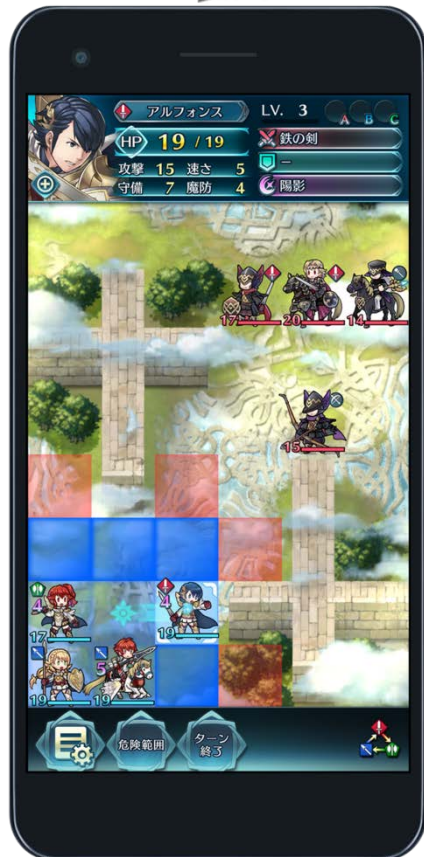 アルフォンス
LV. 3
A B C
HP 19 / 19
鉄の剣
攻撃 15 速さ 5
守備 7 魔防 4
-
陽影
17 20 14
15
4 4
17 19
5
19 19
危険範囲
ターン
終了